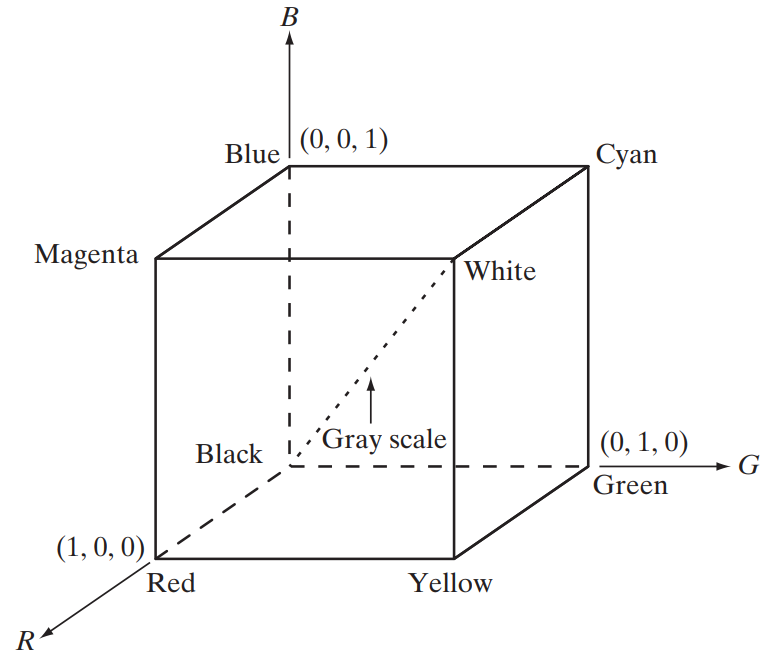 B
(0, 0, 1)
Blue
Cyan
Magenta
White
Gray scale
Black
(0, 1, 0)
G
Green
(1, 0, 0)
Red
Yellow
R